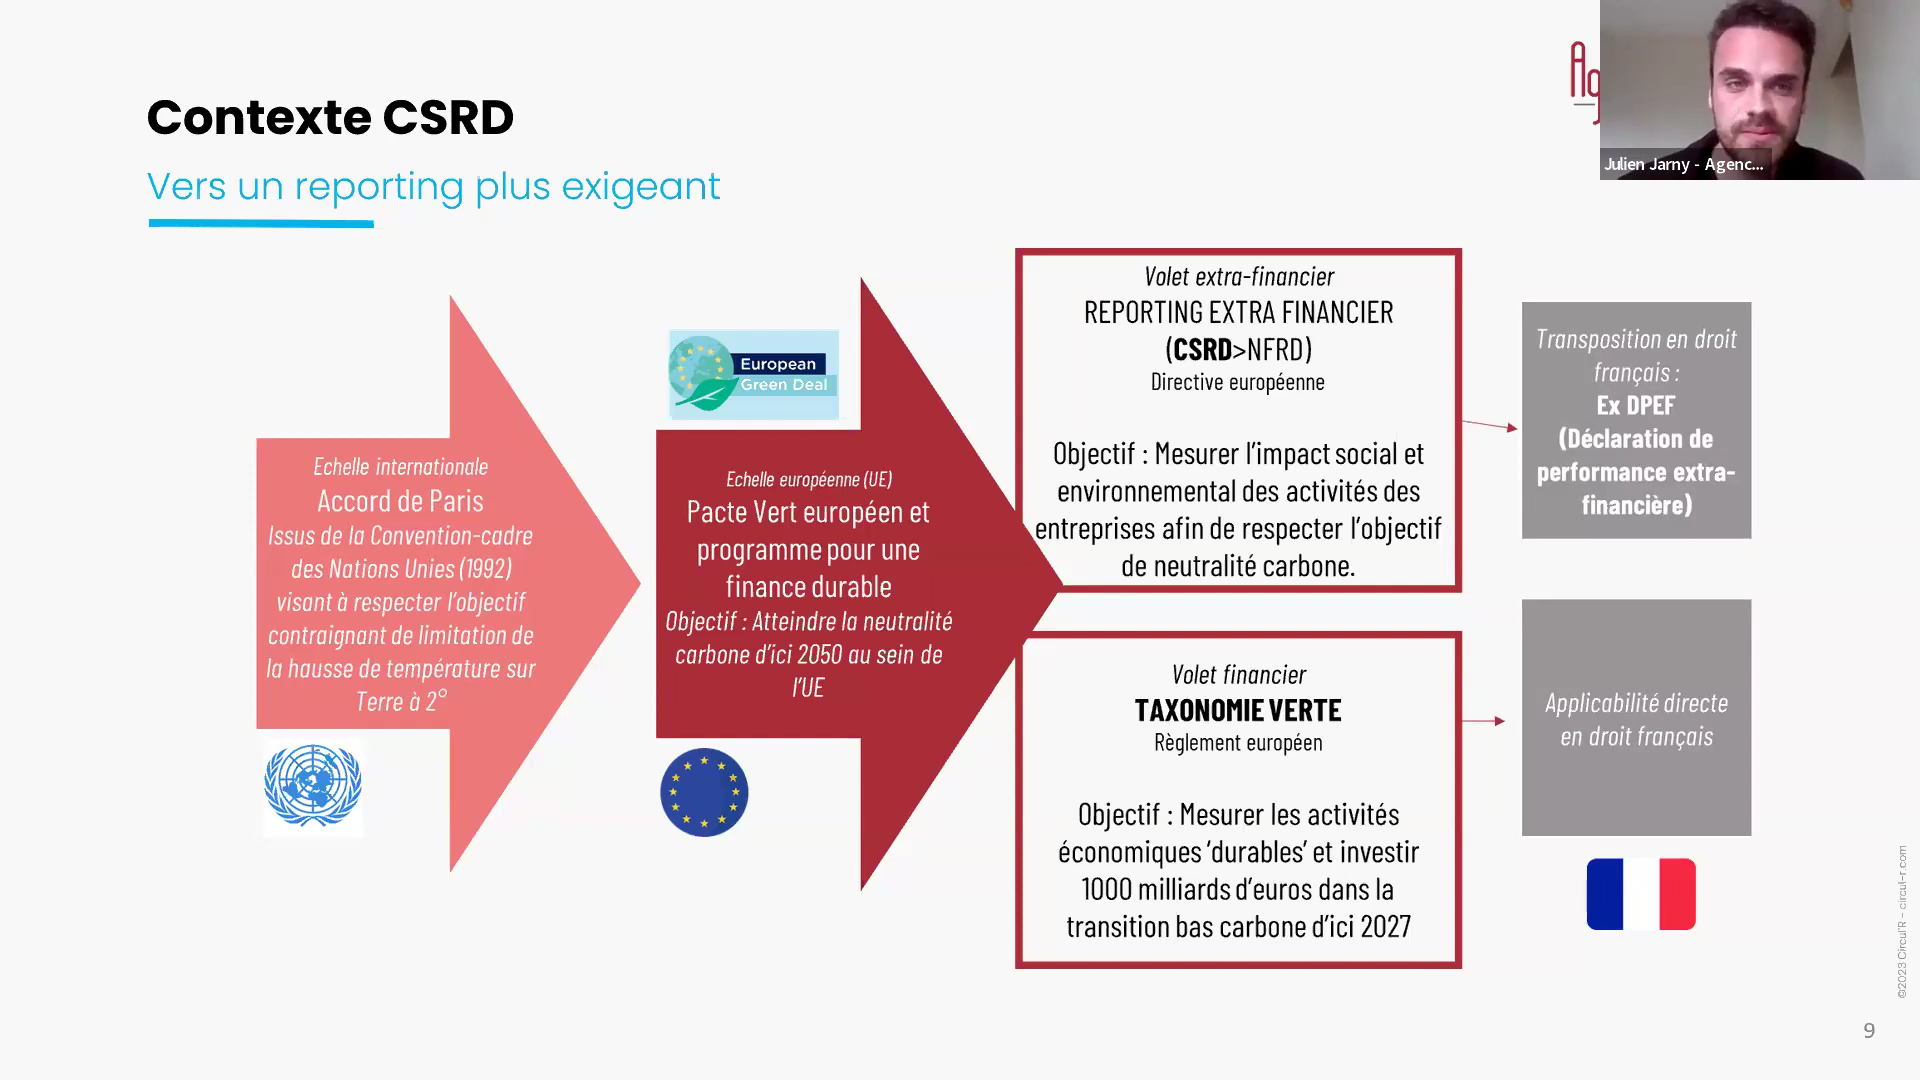 Contexte CSRD
Vers un reporting plus exigeant
Julien Jarny - Agenc...
Echelle internationale
Accord de Paris
Issus de la Convention-cadre
des Nations Unies (1992)
visant à respecter l'objectif
contraignant de limitation de
la hausse de température sur
Terre à 2°
European
Green Deal
Echelle européenne (UE)
Pacte Vert européen et
programme pour une
finance durable
Objectif : Atteindre la neutralité
carbone d'ici 2050 au sein de
l'UE
Volet extra-financier
REPORTING EXTRA FINANCIER
(CSRD>NFRD)
Directive européenne
Objectif : Mesurer l'impact social et
environnemental des activités des
entreprises afin de respecter l'objectif
de neutralité carbone.
Transposition en droit
français :
Ex DPEF
(Déclaration de
performance extra-
financière)
Volet financier
TAXONOMIE VERTE
Règlement européen
Objectif : Mesurer les activités
économiques 'durables' et investir
1000 milliards d'euros dans la
transition bas carbone d'ici 2027
Applicabilité directe
en droit français
©2023 Circul'R - circul-r.com
9